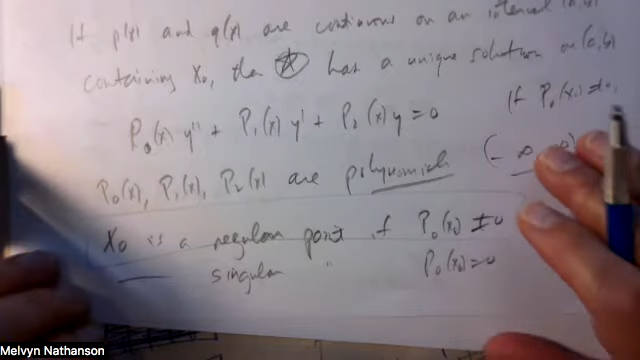 If p(x) and q(x) are continuous on an interval (a,b)
containing x₀, then ⊛ has a unique solution on (a,b)
P₀(x) y'' + P₁(x) y' + P₂(x) y = 0
If P₀(x₀) ≠ 0,
P₀(x), P₁(x), P₂(x) are polynomials
x₀ is a regular point if P₀(x₀) ≠ 0
singular " P₀(x₀) = 0
Melvyn Nathanson